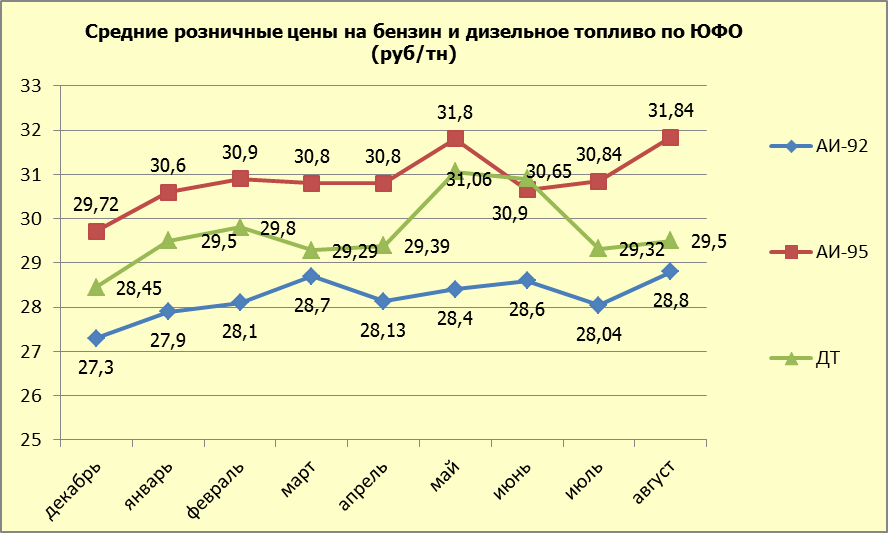 Средние розничные цены на бензин и дизельное топливо по ЮФО
(руб/тн)
33
32
31
30
29
28
27
26
25
29,72
30,6
30,9
30,8
30,8
31,8
30,65
30,84
31,84
28,45
29,5
29,8
29,29
29,39
31,06
30,9
29,32
29,5
27,3
27,9
28,1
28,7
28,13
28,4
28,6
28,04
28,8
декабрь
январь
февраль
март
апрель
май
июнь
июль
август
АИ-92
АИ-95
ДТ